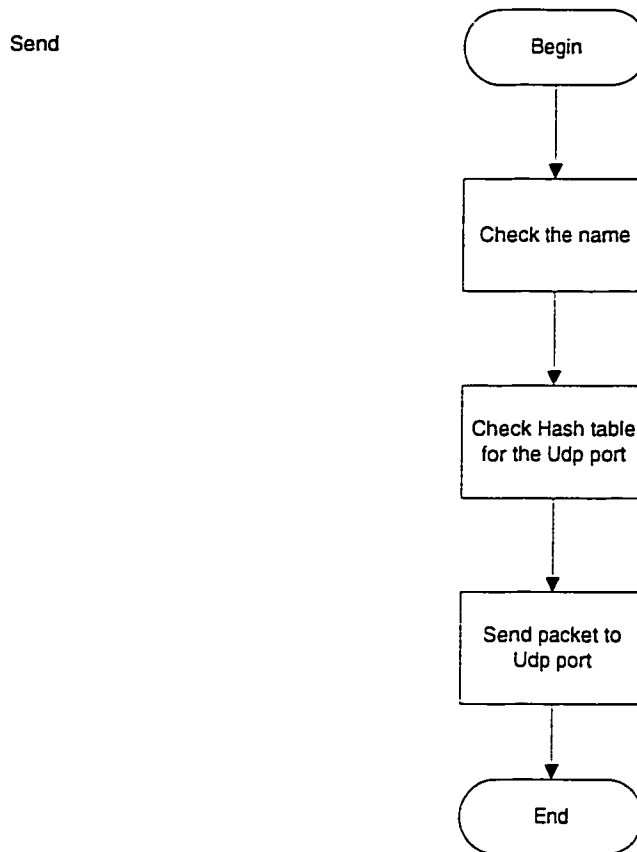 Send
Begin
Check the name
Check Hash table
for the Udp port
Send packet to
Udp port
End